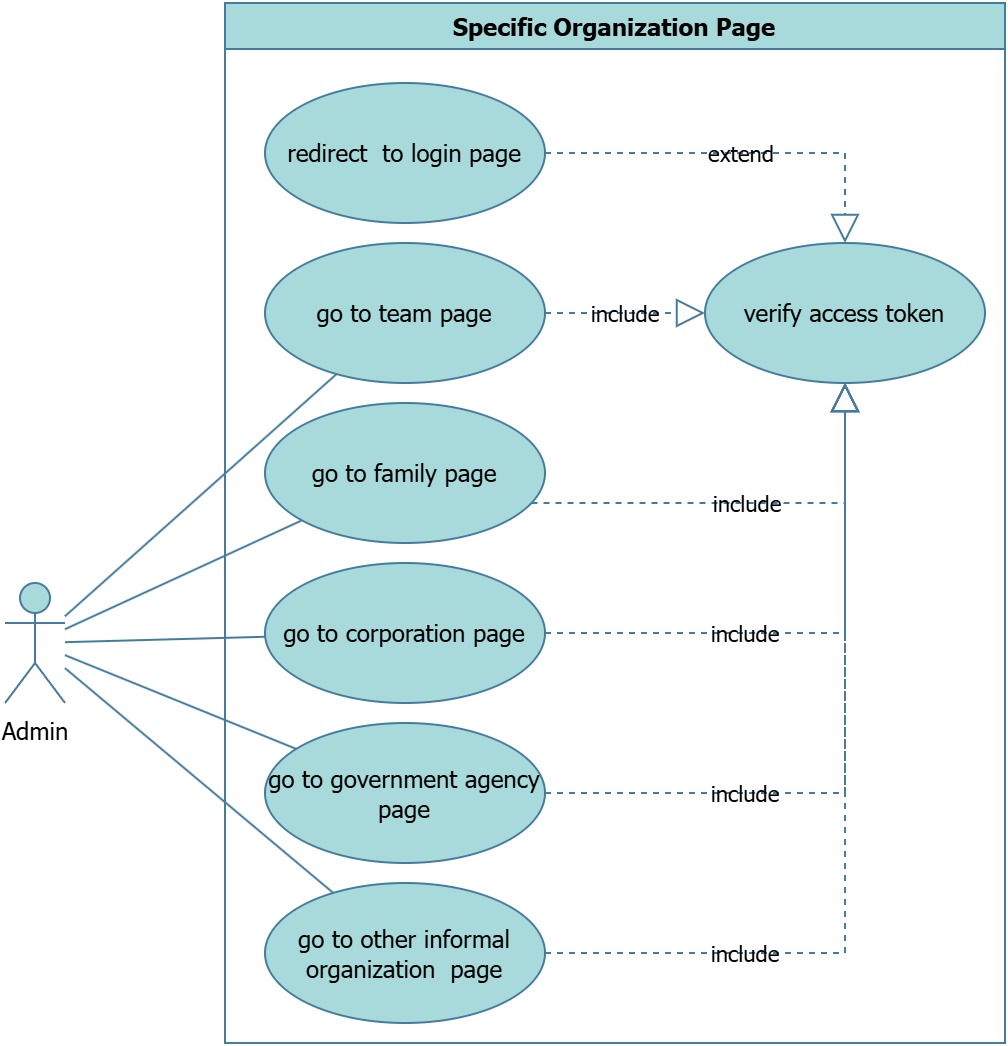 Specific Organization Page
redirect  to login page
extend
go to team page
include
verify access token
go to family page
include
go to corporation page
include
Admin
go to government agency
page
include
go to other informal
organization  page
include